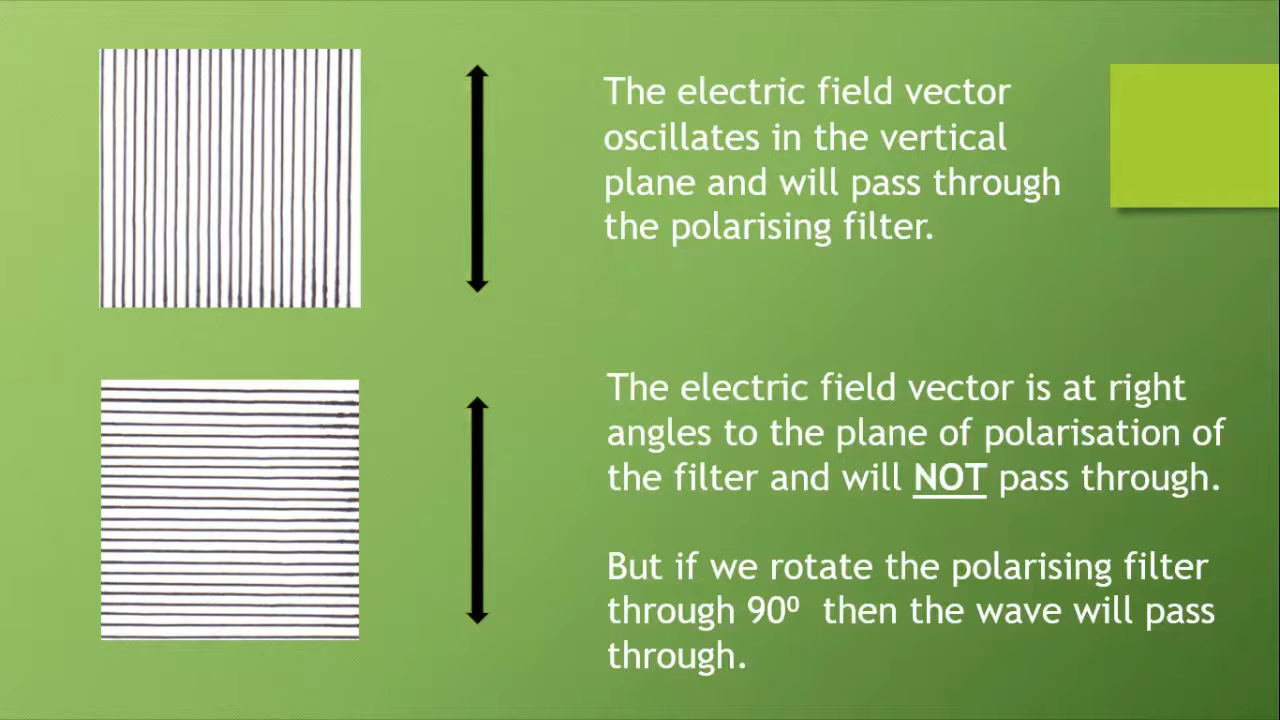 The electric field vector
oscillates in the vertical
plane and will pass through
the polarising filter.
The electric field vector is at right
angles to the plane of polarisation of
the filter and will NOT pass through.
But if we rotate the polarising filter
through 90⁰ then the wave will pass
through.